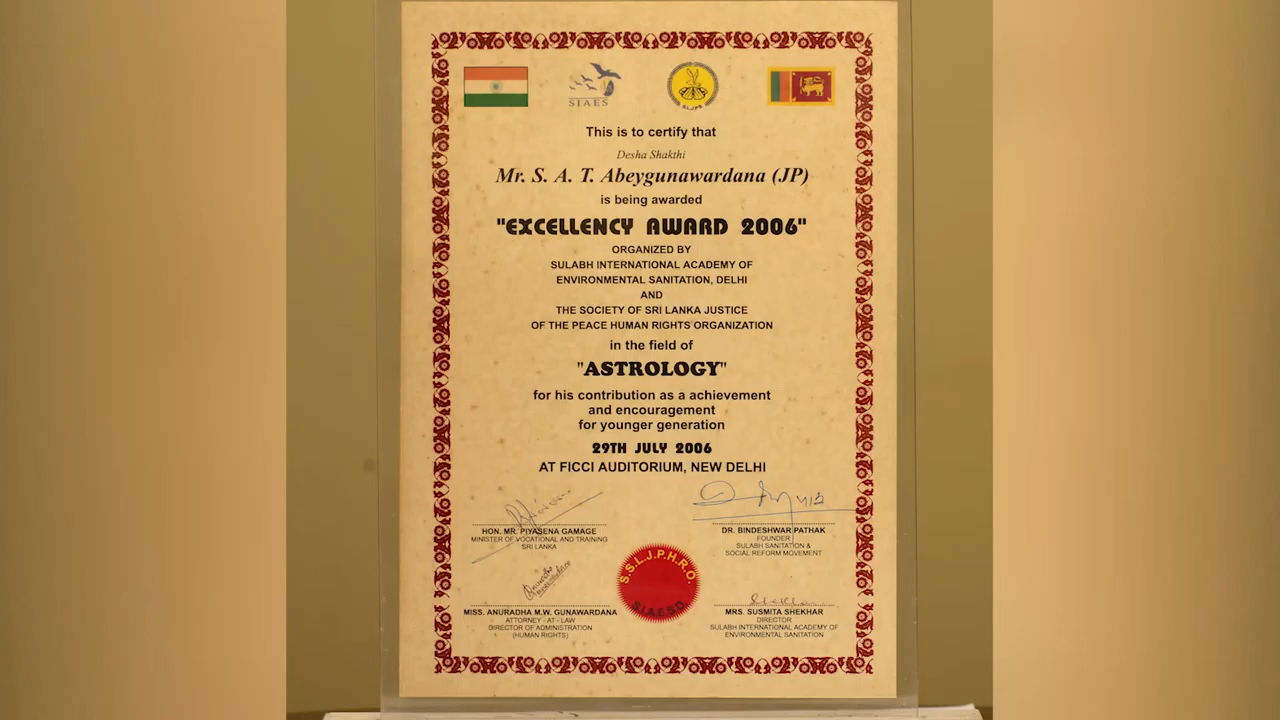 SIAES
SLJPS
This is to certify that
Desha Shakthi
Mr. S. A. T. Abeygunawardana (JP)
is being awarded
"EXCELLENCY AWARD 2006"
ORGANIZED BY
SULABH INTERNATIONAL ACADEMY OF
ENVIRONMENTAL SANITATION, DELHI
AND
THE SOCIETY OF SRI LANKA JUSTICE
OF THE PEACE HUMAN RIGHTS ORGANIZATION
in the field of
"ASTROLOGY"
for his contribution as a achievement
and encouragement
for younger generation
29TH JULY 2006
AT FICCI AUDITORIUM, NEW DELHI
HON. MR. PIYASENA GAMAGE
MINISTER OF VOCATIONAL AND TRAINING
SRI LANKA
DR. BINDESHWAR PATHAK
FOUNDER
SULABH SANITATION &
SOCIAL REFORM MOVEMENT
S.S.L.J.P.H.R.O.
S.I.A.E.S.D.
MISS. ANURADHA M.W. GUNAWARDANA
ATTORNEY - AT - LAW
DIRECTOR OF ADMINISTRATION
(HUMAN RIGHTS)
MRS. SUSMITA SHEKHAR
DIRECTOR
SULABH INTERNATIONAL ACADEMY OF
ENVIRONMENTAL SANITATION